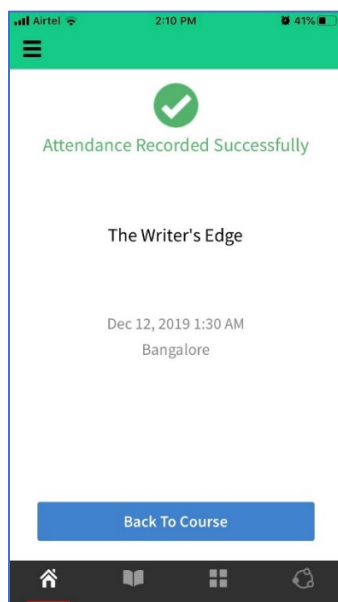 Airtel 2:10 PM 41%
Attendance Recorded Successfully
The Writer's Edge
Dec 12, 2019 1:30 AM
Bangalore
Back To Course